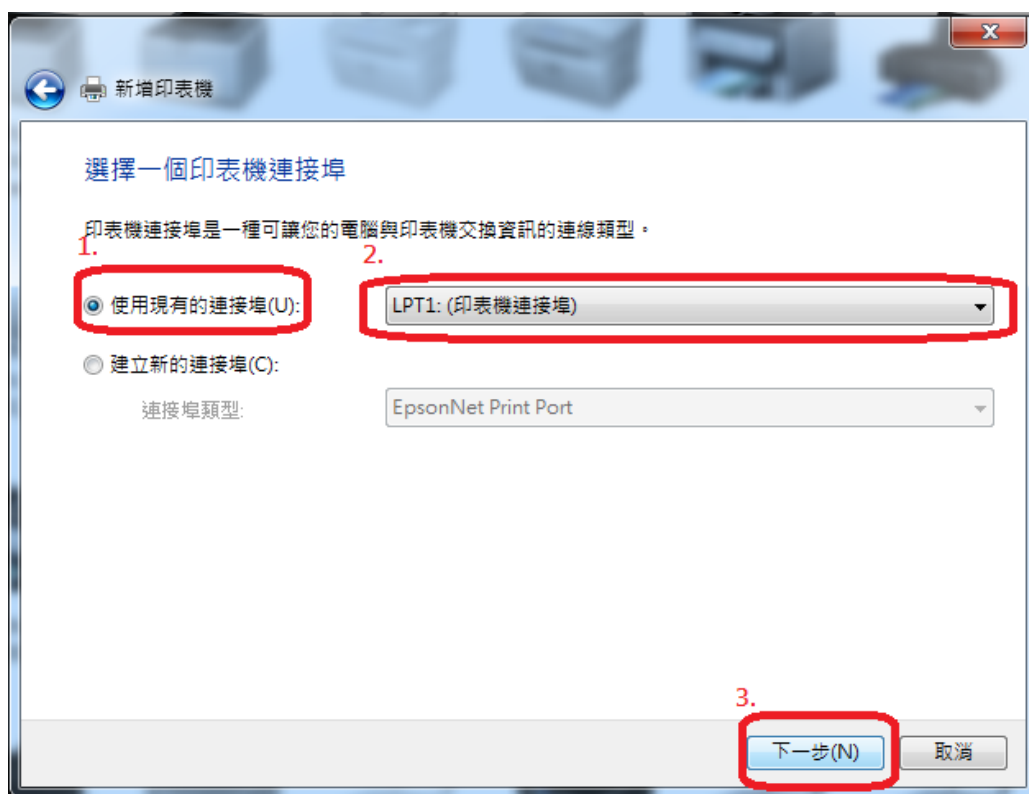 新增印表機
選擇一個印表機連接埠
印表機連接埠是一種可讓您的電腦與印表機交換資訊的連線類型。
1.
2.
使用現有的連接埠(U):
LPT1: (印表機連接埠)
建立新的連接埠(C):
連接埠類型:
EpsonNet Print Port
3.
下一步(N)
取消